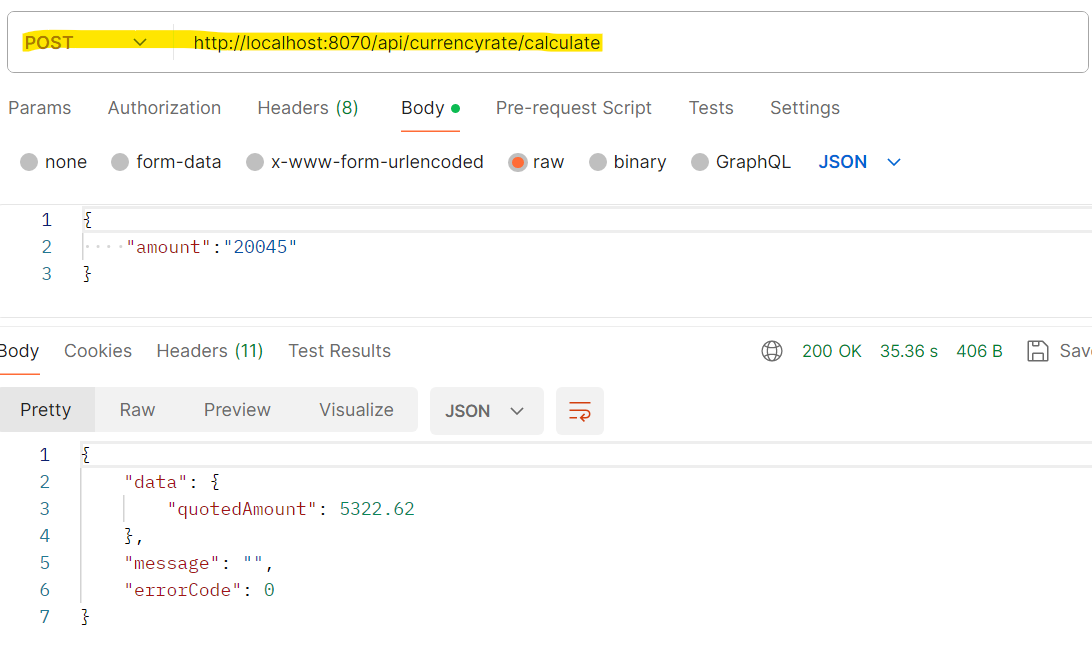 POST http://localhost:8070/api/currencyrate/calculate
Params Authorization Headers (8) Body Pre-request Script Tests Settings
none form-data x-www-form-urlencoded raw binary GraphQL JSON
1 {
2 ····"amount":"20045"
3 }
Body Cookies Headers (11) Test Results 200 OK 35.36 s 406 B Sav
Pretty Raw Preview Visualize JSON
1 {
2 "data": {
3 "quotedAmount": 5322.62
4 },
5 "message": "",
6 "errorCode": 0
7 }